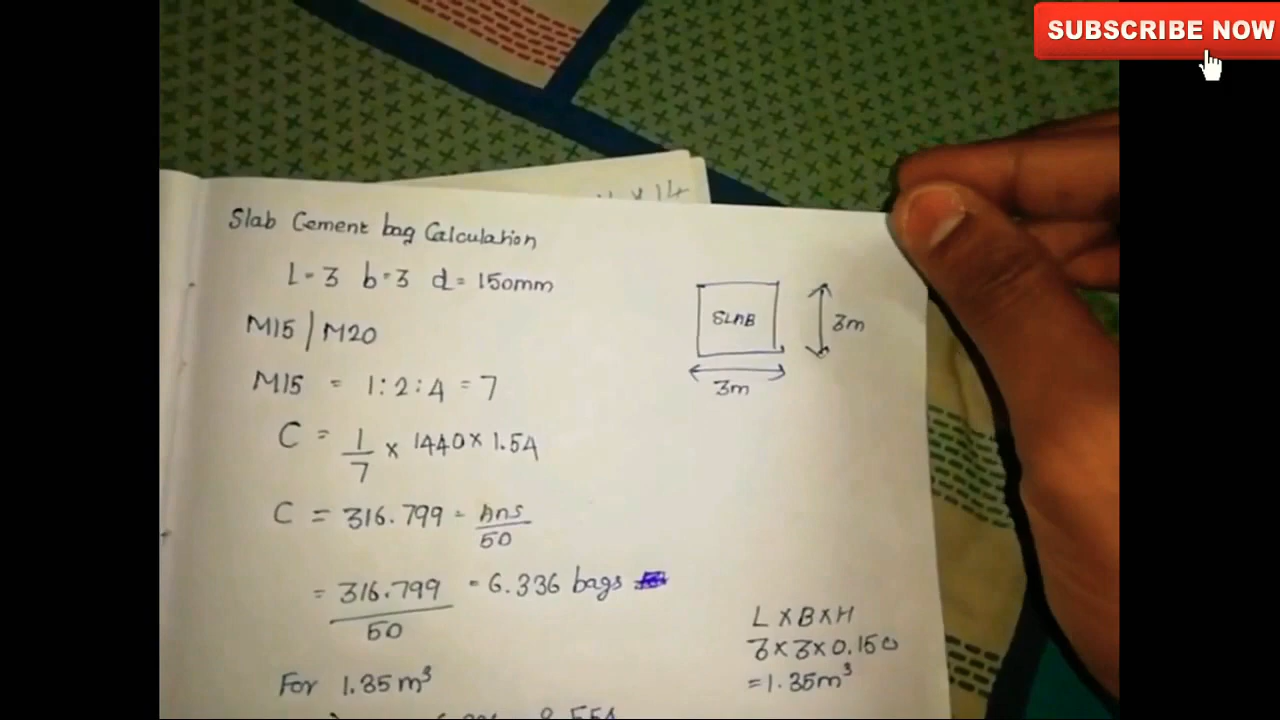 SUBSCRIBE NOW
x 14
Slab Cement bag Calculation
L = 3 b = 3 d = 150mm
M15 | M20
SLAB
3m
3m
M15 = 1:2:4 = 7
C = 1/7 x 1440 x 1.54
C = 316.799 = Ans/50
= 316.799/50 = 6.336 bags
L x B x H
3 x 3 x 0.150
= 1.35m³
For 1.35m³